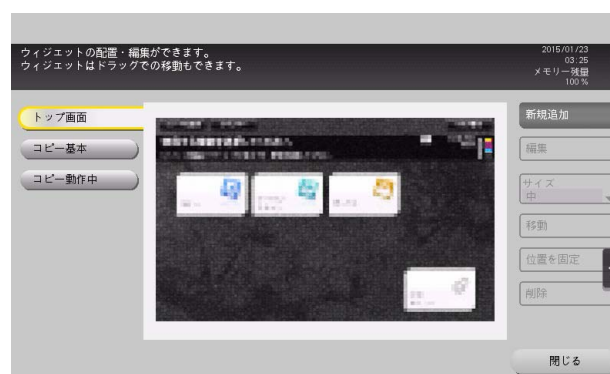 ウィジェットの配置・編集ができます。
ウィジェットはドラッグでの移動もできます。
2015/01/23
03:25
メモリー残量
100%
トップ画面
コピー基本
コピー動作中
新規追加
編集
サイズ
中
移動
位置を固定
削除
閉じる